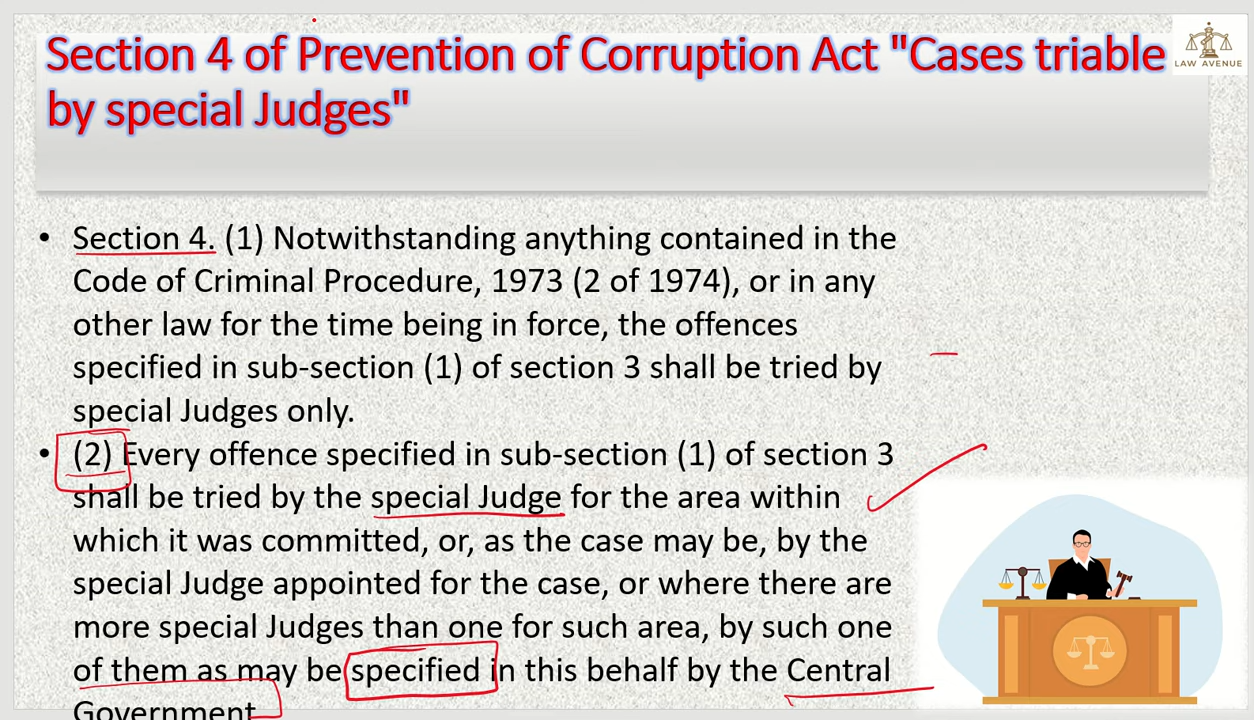 Section 4 of Prevention of Corruption Act "Cases triable
by special Judges"
LAW AVENUE
• Section 4. (1) Notwithstanding anything contained in the
Code of Criminal Procedure, 1973 (2 of 1974), or in any
other law for the time being in force, the offences
specified in sub-section (1) of section 3 shall be tried by
special Judges only.
• (2) Every offence specified in sub-section (1) of section 3
shall be tried by the special Judge for the area within
which it was committed, or, as the case may be, by the
special Judge appointed for the case, or where there are
more special Judges than one for such area, by such one
of them as may be specified in this behalf by the Central
Government